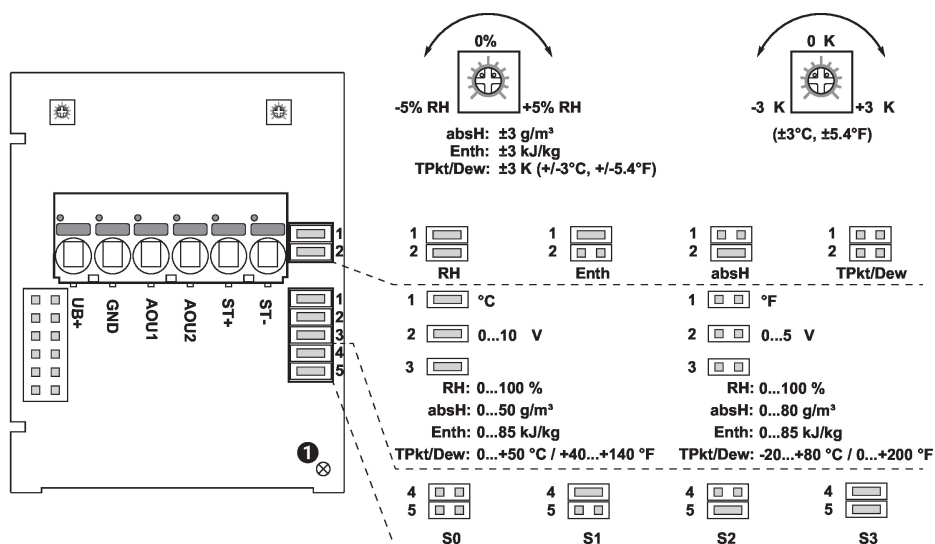 0%
-5% RH +5% RH
absH: ±3 g/m³
Enth: ±3 kJ/kg
TPkt/Dew: ±3 K (+/-3°C, +/-5.4°F)
0 K
-3 K +3 K
(±3°C, ±5.4°F)
1
2
UB+
GND
AOU1
AOU2
ST+
ST-
1
2
3
4
5
1
1
2
RH
1
2
Enth
1
2
absH
1
2
TPkt/Dew
1 °C
2 0...10 V
3
RH: 0...100 %
absH: 0...50 g/m³
Enth: 0...85 kJ/kg
TPkt/Dew: 0...+50 °C / +40...+140 °F
1 °F
2 0...5 V
3
RH: 0...100 %
absH: 0...80 g/m³
Enth: 0...85 kJ/kg
TPkt/Dew: -20...+80 °C / 0...+200 °F
4
5
S0
4
5
S1
4
5
S2
4
5
S3